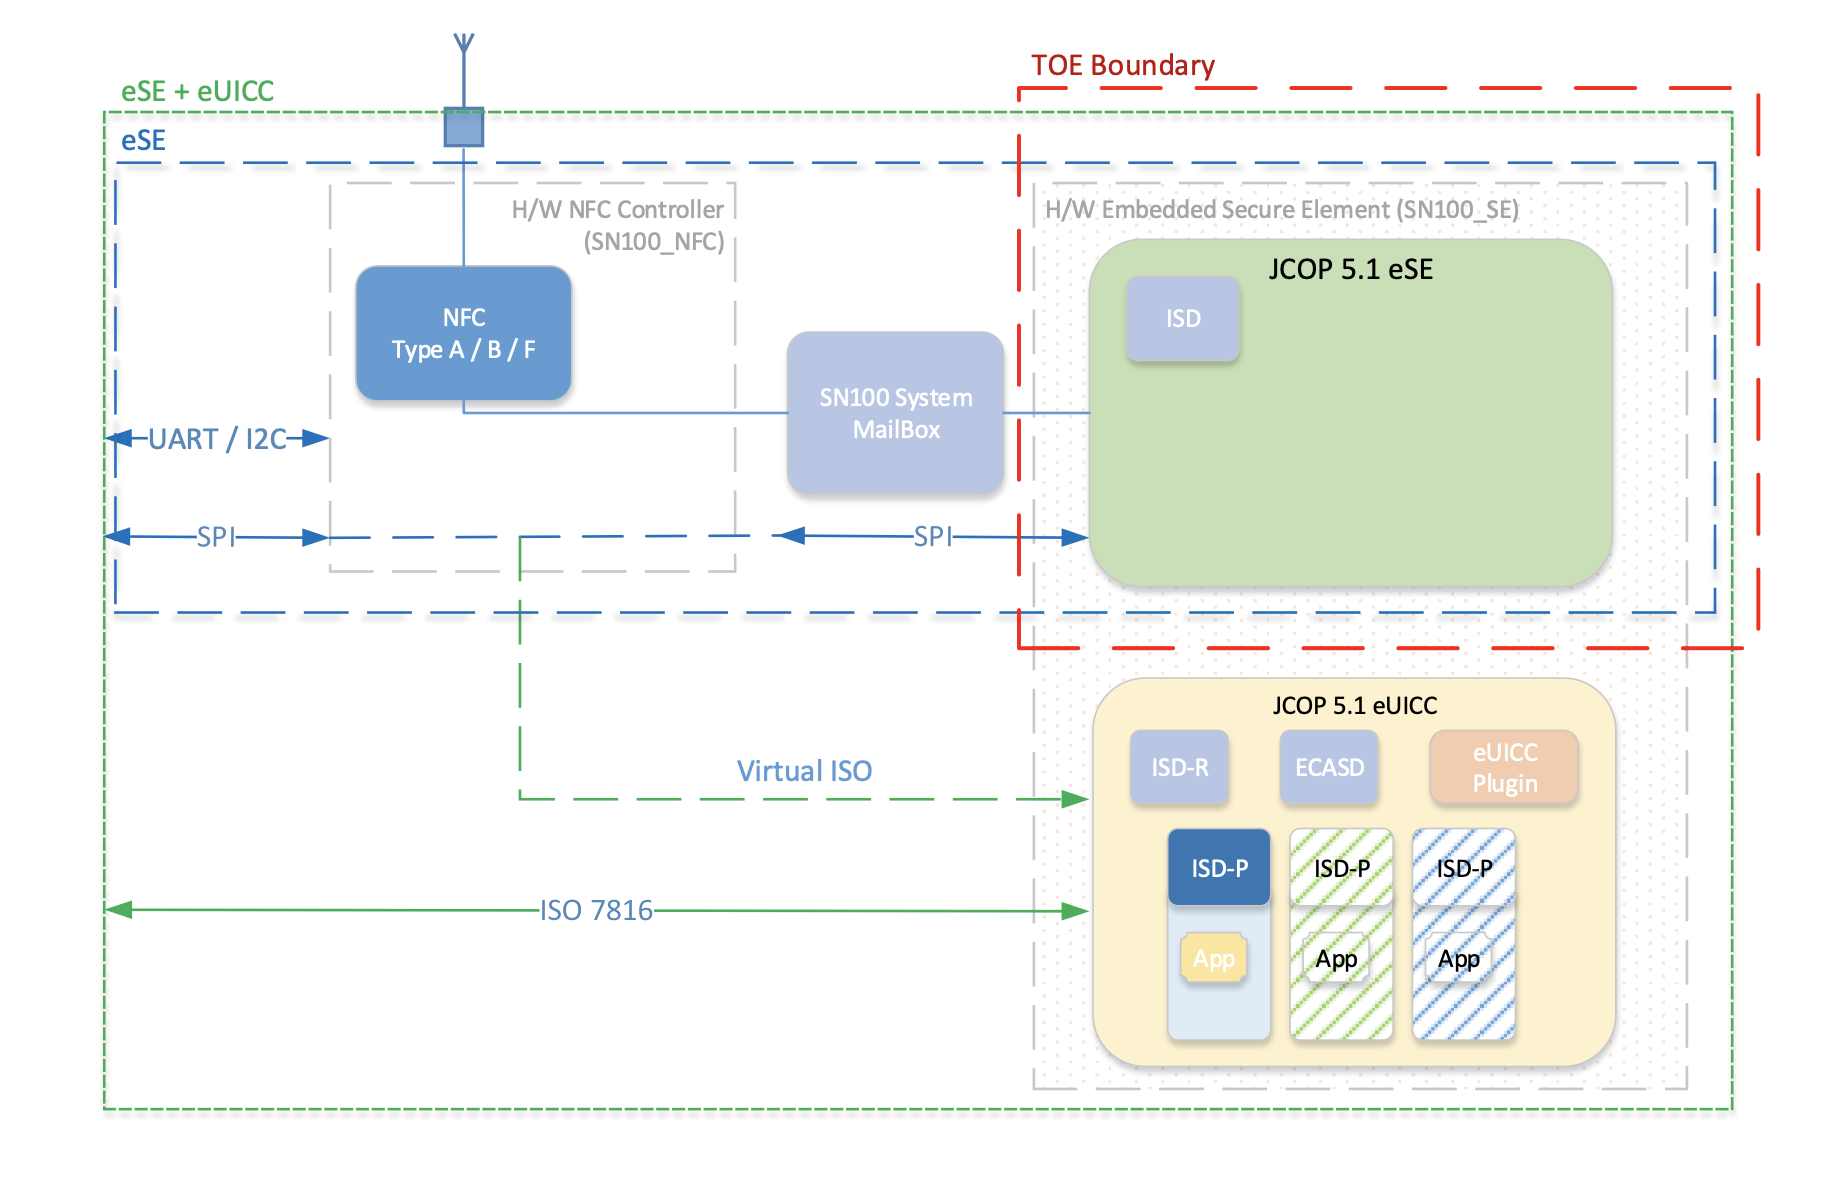 TOE Boundary
eSE + eUICC
eSE
H/W NFC Controller
(SN100_NFC)
H/W Embedded Secure Element (SN100_SE)
JCOP 5.1 eSE
ISD
NFC
Type A / B / F
SN100 System
MailBox
UART / I2C
SPI
SPI
JCOP 5.1 eUICC
ISD-R
ECASD
eUICC
Plugin
Virtual ISO
ISD-P
ISD-P
ISD-P
ISO 7816
App
App
App